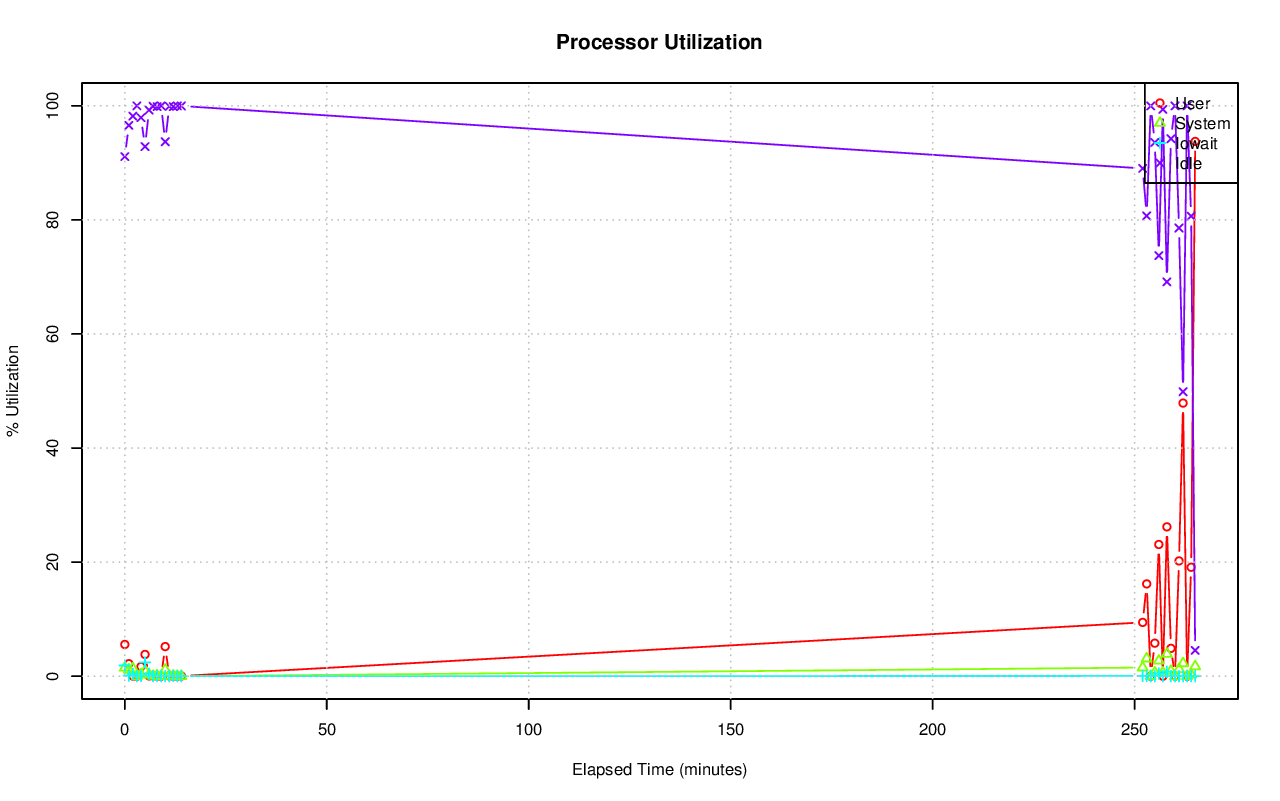 Processor Utilization
User
System
Iowait
Idle
% Utilization
100
80
60
40
20
0
0 50 100 150 200 250
Elapsed Time (minutes)